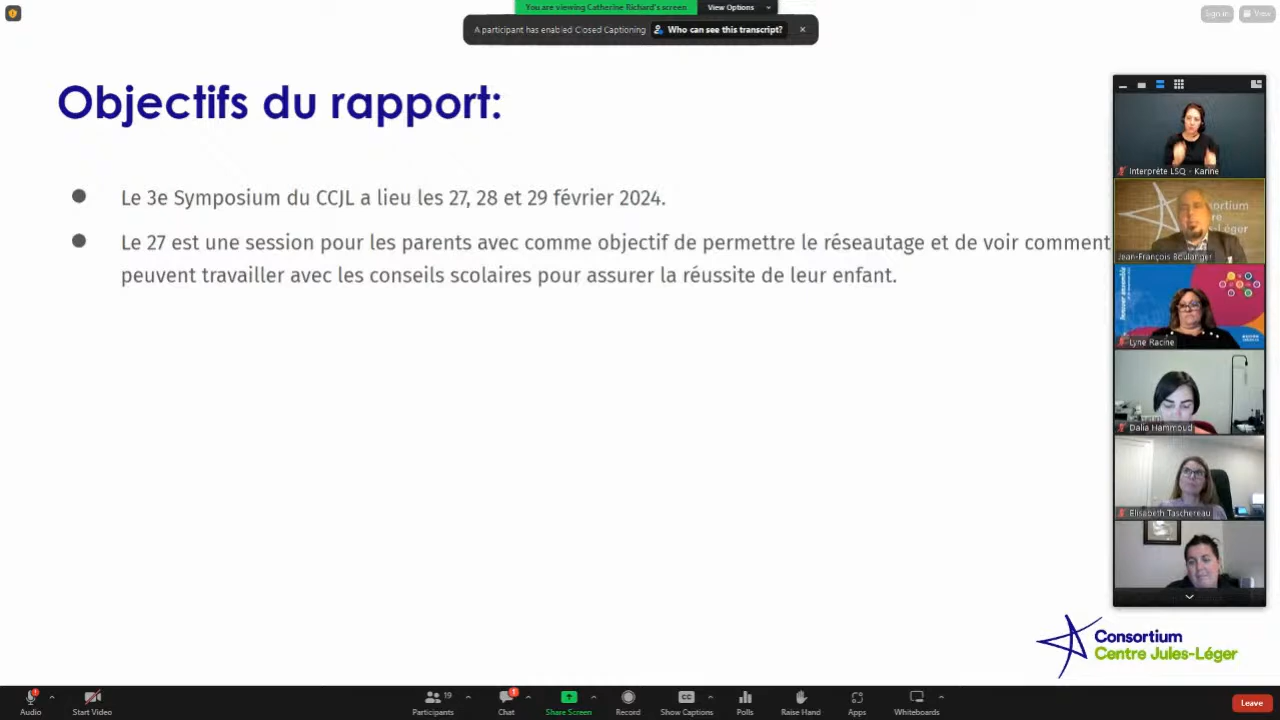 You are viewing Catherine Richard's screen
View Options
Sign in
View
A participant has enabled Closed Captioning
Who can see this transcript?
Objectifs du rapport:
Le 3e Symposium du CCJL a lieu les 27, 28 et 29 février 2024.
Le 27 est une session pour les parents avec comme objectif de permettre le réseautage et de voir comment
peuvent travailler avec les conseils scolaires pour assurer la réussite de leur enfant.
Interprète LSQ - Karine
Jean-François Boulanger
Lyne Racine
Dalia Hammoud
Elisabeth Taschereau
Consortium
Centre Jules-Léger
Audio
Start Video
Participants
19
Chat
Share Screen
Record
CC
Show Captions
Polls
Raise Hand
Apps
Whiteboards
Leave